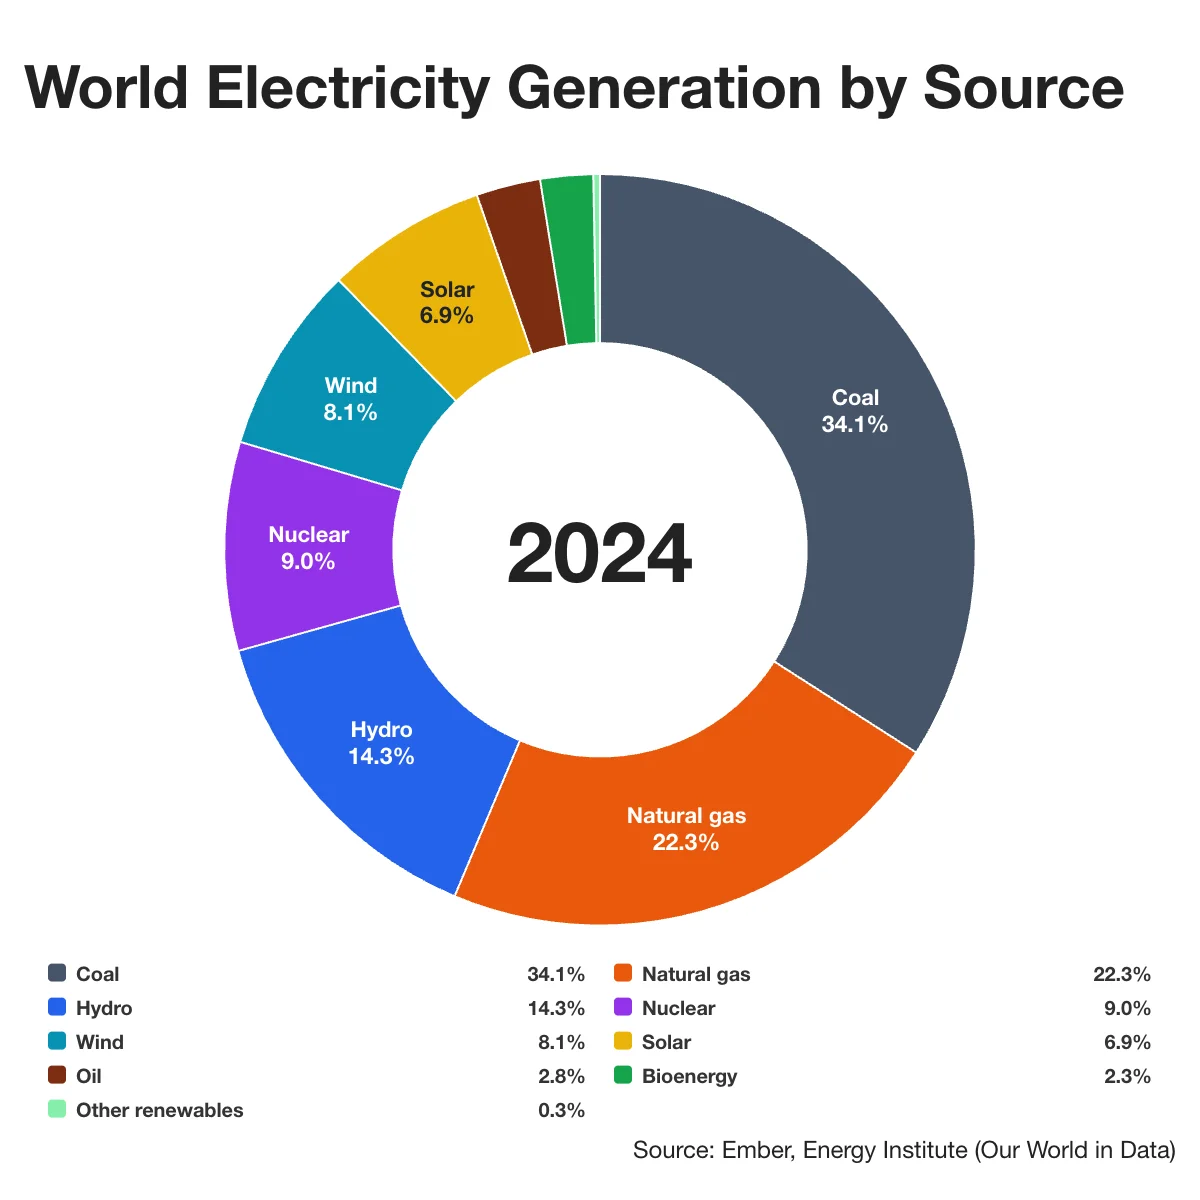 World Electricity Generation by Source
Solar
6.9%
Wind
8.1%
Coal
34.1%
Nuclear
9.0%
2024
Hydro
14.3%
Natural gas
22.3%
Coal 34.1%
Natural gas 22.3%
Hydro 14.3%
Nuclear 9.0%
Wind 8.1%
Solar 6.9%
Oil 2.8%
Bioenergy 2.3%
Other renewables 0.3%
Source: Ember, Energy Institute (Our World in Data)